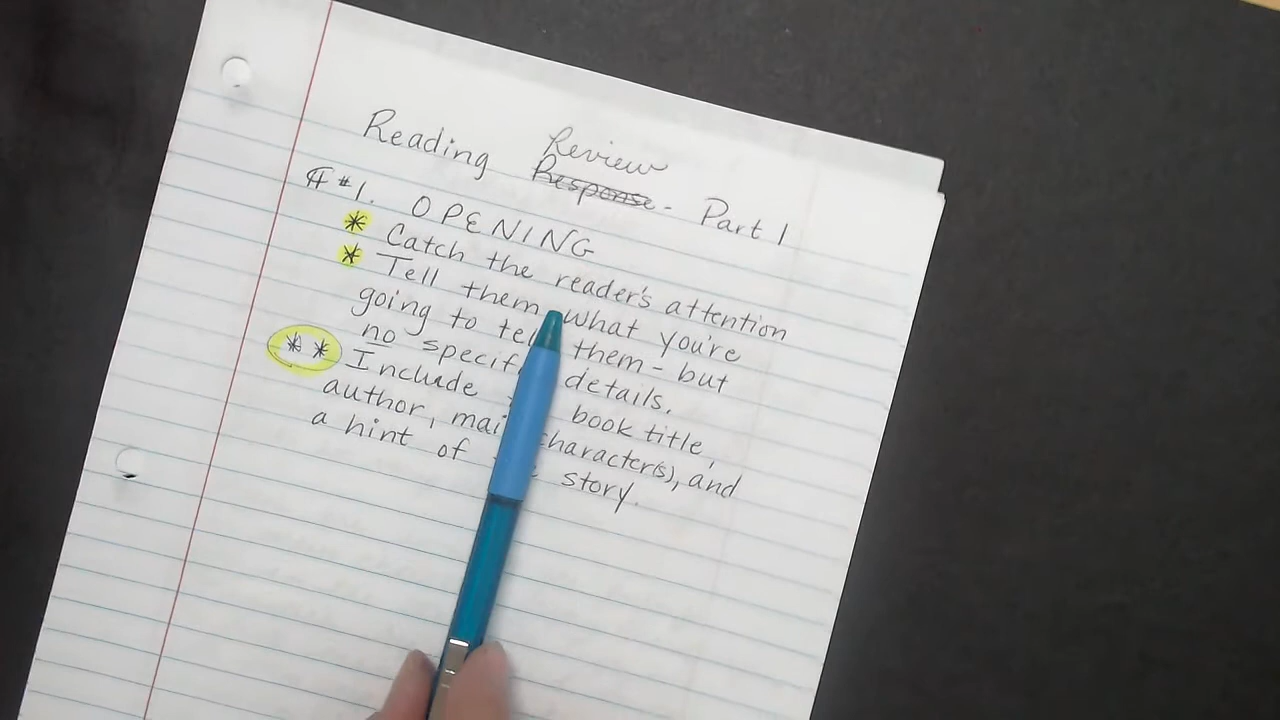 Review
Reading Response - Part 1
¶ #1. OPENING
* Catch the reader's attention
* Tell them what you're
going to tell them - but
no specific details.
** Include book title,
author, main character(s), and
a hint of story.